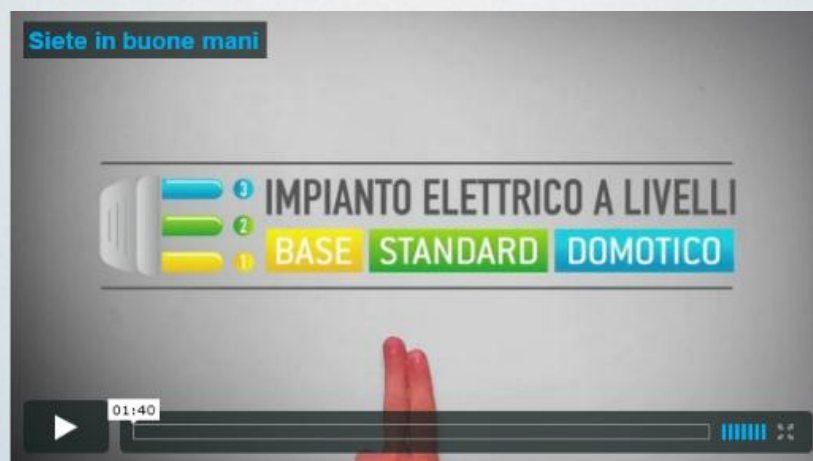 Siete in buone mani
3 IMPIANTO ELETTRICO A LIVELLI
2
1 BASE STANDARD DOMOTICO
01:40